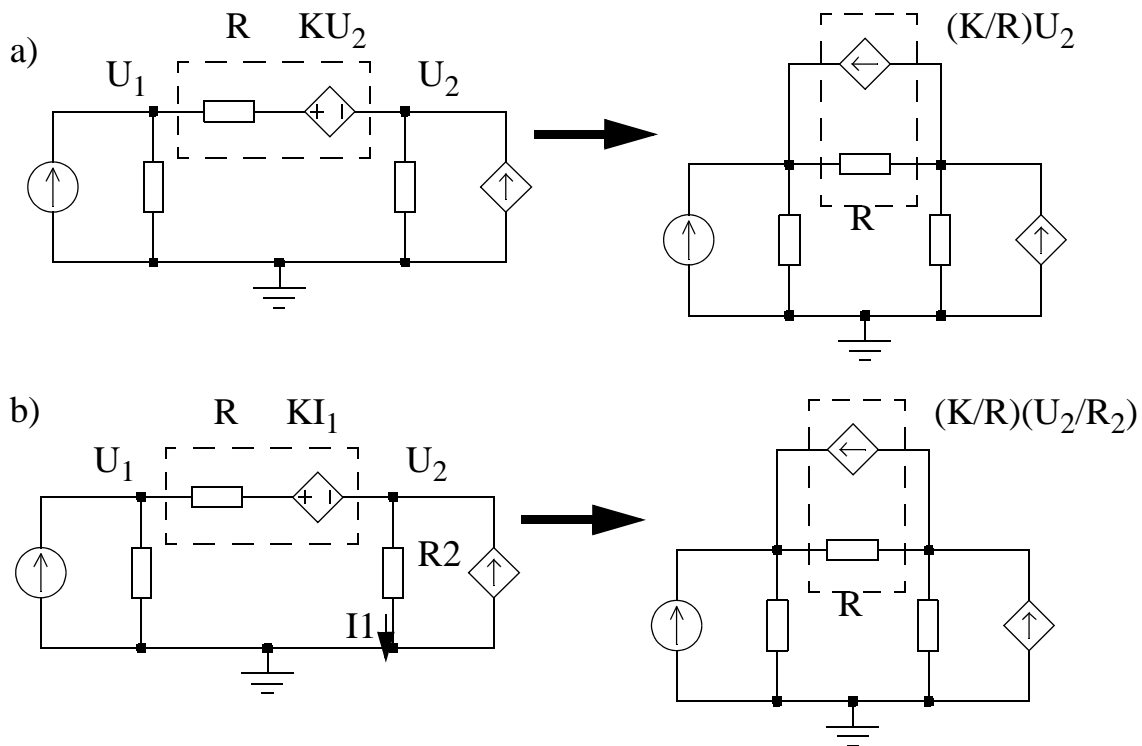 a)
R KU₂
U₁ U₂
(K/R)U₂
R
b)
R KI₁
U₁ U₂
R2
I1
(K/R)(U₂/R₂)
R